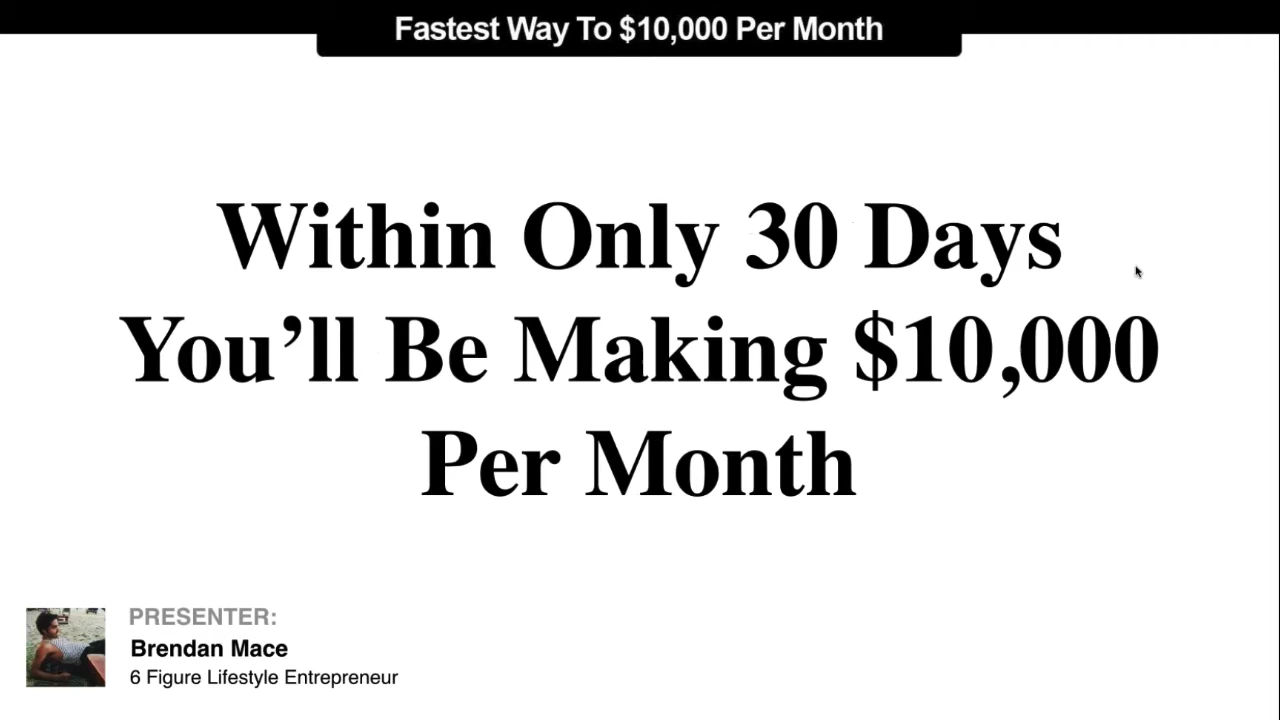 Fastest Way To $10,000 Per Month
Within Only 30 Days
You’ll Be Making $10,000
Per Month
PRESENTER:
Brendan Mace
6 Figure Lifestyle Entrepreneur